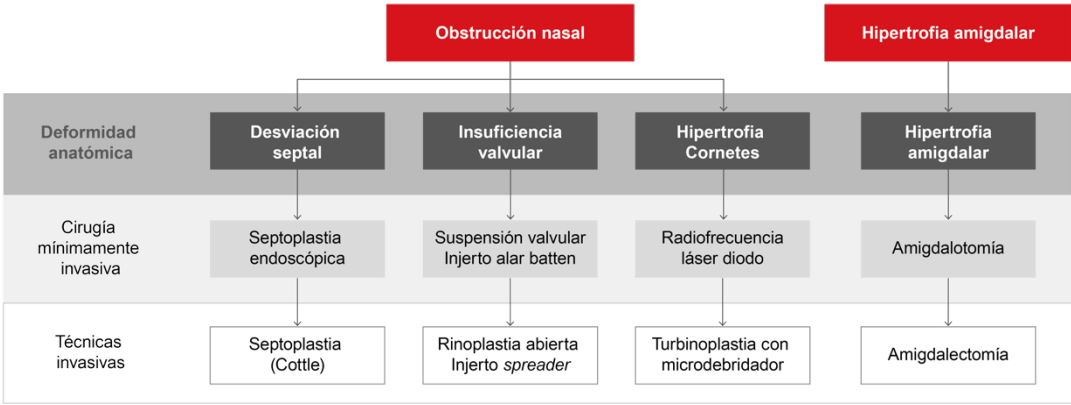 Obstrucción nasal
Hipertrofia amigdalar
Deformidad
anatómica
Desviación
septal
Insuficiencia
valvular
Hipertrofia
Cornetes
Hipertrofia
amigdalar
Cirugía
mínimamente
invasiva
Septoplastia
endoscópica
Suspensión valvular
Injerto alar batten
Radiofrecuencia
láser diodo
Amigdalotomía
Técnicas
invasivas
Septoplastia
(Cottle)
Rinoplastia abierta
Injerto spreader
Turbinoplastia con
microdebridador
Amigdalectomía